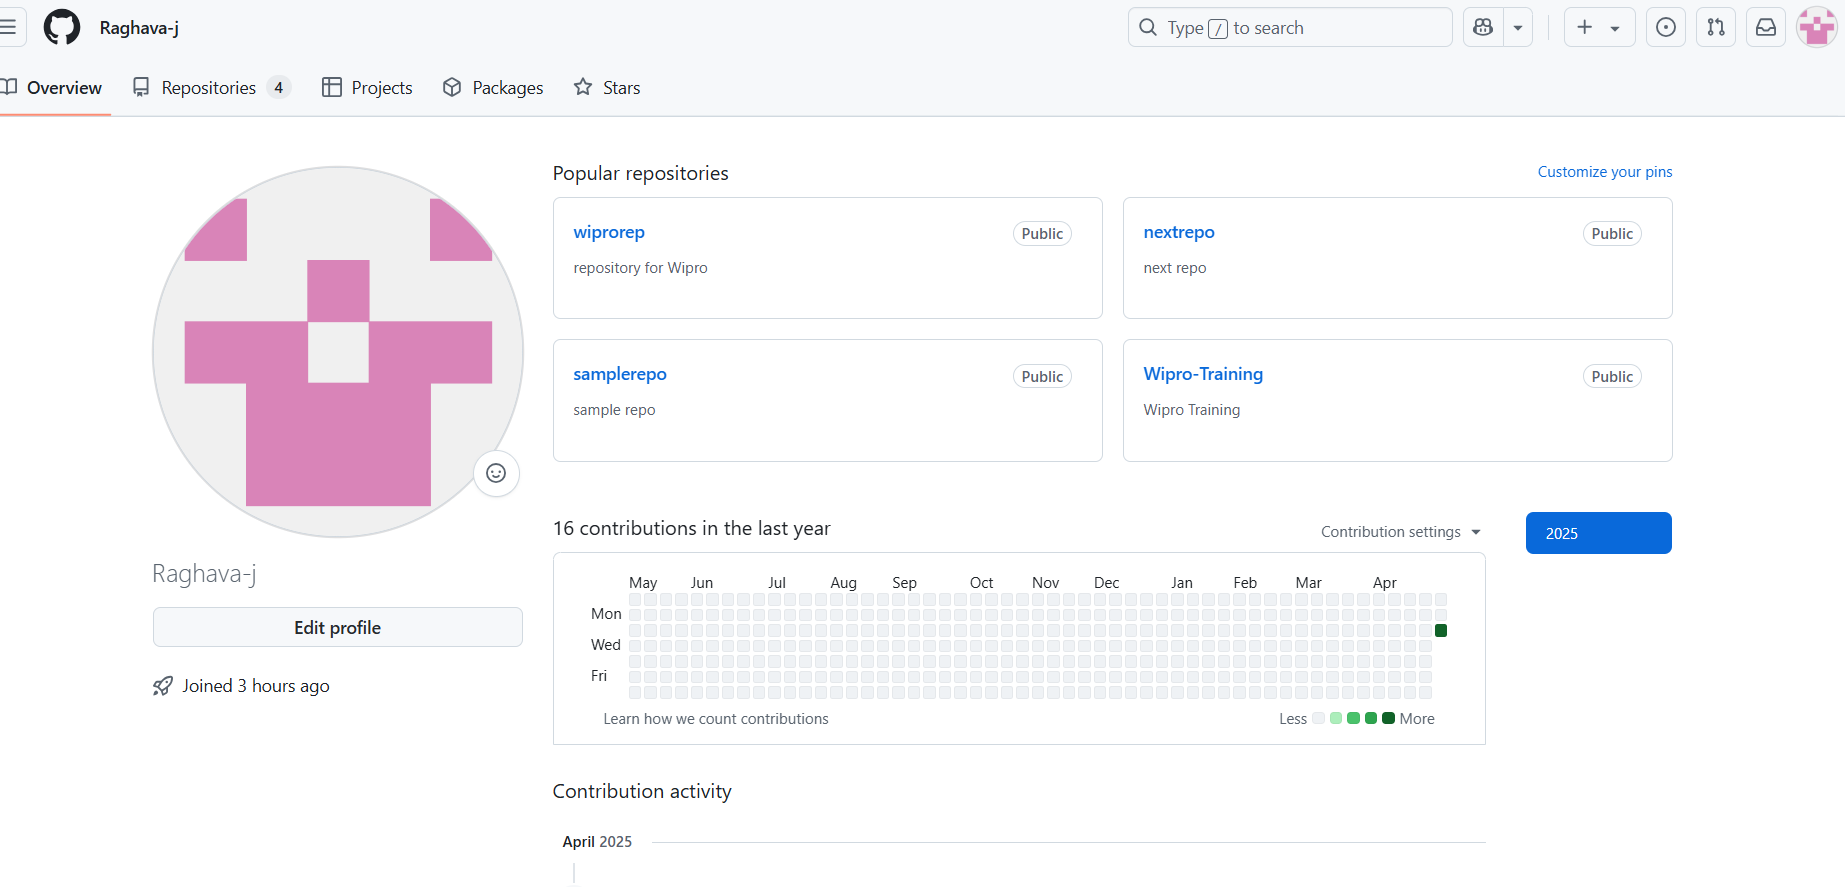 Raghava-j
Type / to search
Overview
Repositories 4
Projects
Packages
Stars
Popular repositories
Customize your pins
wiprorep
Public
repository for Wipro
nextrepo
Public
next repo
samplerepo
Public
sample repo
Wipro-Training
Public
Wipro Training
Raghava-j
Edit profile
Joined 3 hours ago
16 contributions in the last year
Contribution settings
2025
May Jun Jul Aug Sep Oct Nov Dec Jan Feb Mar Apr
Mon
Wed
Fri
Learn how we count contributions
Less
More
Contribution activity
April 2025